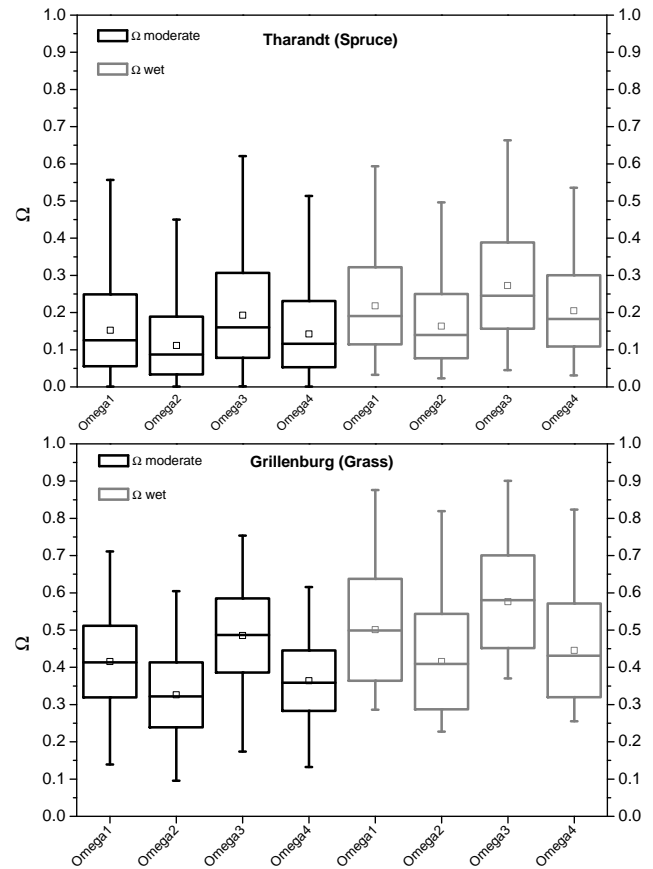 1.0 1.0
Ω moderate Tharandt (Spruce)
0.9 0.9
Ω wet
0.8 0.8
0.7 0.7
0.6 0.6
0.5 0.5
Ω
0.4 0.4
0.3 0.3
0.2 0.2
0.1 0.1
0.0 0.0
Omega1 Omega2 Omega3 Omega4 Omega1 Omega2 Omega3 Omega4
1.0 1.0
Ω moderate Grillenburg (Grass)
0.9 0.9
Ω wet
0.8 0.8
0.7 0.7
0.6 0.6
0.5 0.5
Ω
0.4 0.4
0.3 0.3
0.2 0.2
0.1 0.1
0.0 0.0
Omega1 Omega2 Omega3 Omega4 Omega1 Omega2 Omega3 Omega4